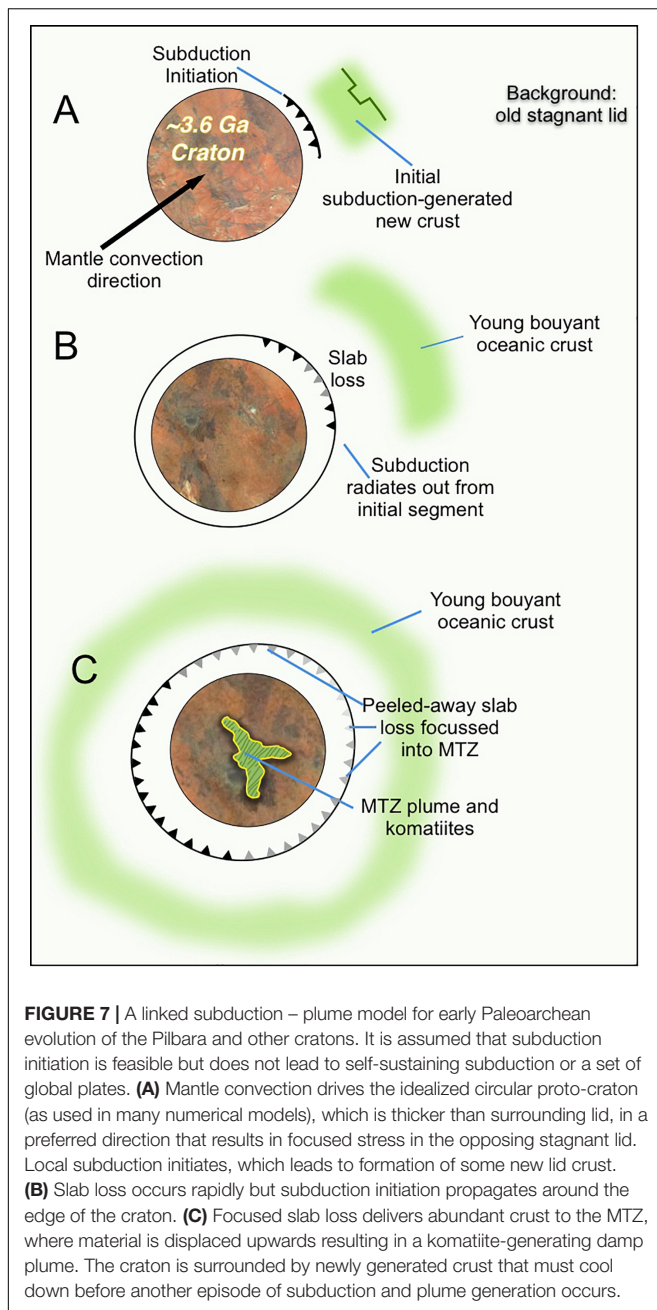 Subduction
Initiation
A
Background:
old stagnant lid
~3.6 Ga
Craton
Initial
subduction-generated
new crust
Mantle convection
direction
B
Young bouyant
oceanic crust
Slab
loss
Subduction
radiates out from
initial segment
Young bouyant
oceanic crust
C
Peeled-away slab
loss focussed
into MTZ
MTZ plume and
komatiites
FIGURE 7 | A linked subduction – plume model for early Paleoarchean
evolution of the Pilbara and other cratons. It is assumed that subduction
initiation is feasible but does not lead to self-sustaining subduction or a set of
global plates. (A) Mantle convection drives the idealized circular proto-craton
(as used in many numerical models), which is thicker than surrounding lid, in a
preferred direction that results in focused stress in the opposing stagnant lid.
Local subduction initiates, which leads to formation of some new lid crust.
(B) Slab loss occurs rapidly but subduction initiation propagates around the
edge of the craton. (C) Focused slab loss delivers abundant crust to the MTZ,
where material is displaced upwards resulting in a komatiite-generating damp
plume. The craton is surrounded by newly generated crust that must cool
down before another episode of subduction and plume generation occurs.